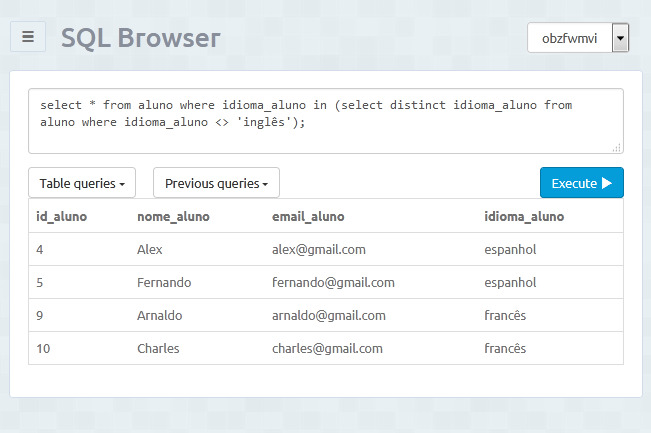 SQL Browser
obzfwmvi
select * from aluno where idioma_aluno in (select distinct idioma_aluno from
aluno where idioma_aluno <> 'inglês');
Table queries
Previous queries
Execute
id_aluno nome_aluno email_aluno idioma_aluno
4 Alex alex@gmail.com espanhol
5 Fernando fernando@gmail.com espanhol
9 Arnaldo arnaldo@gmail.com francês
10 Charles charles@gmail.com francês